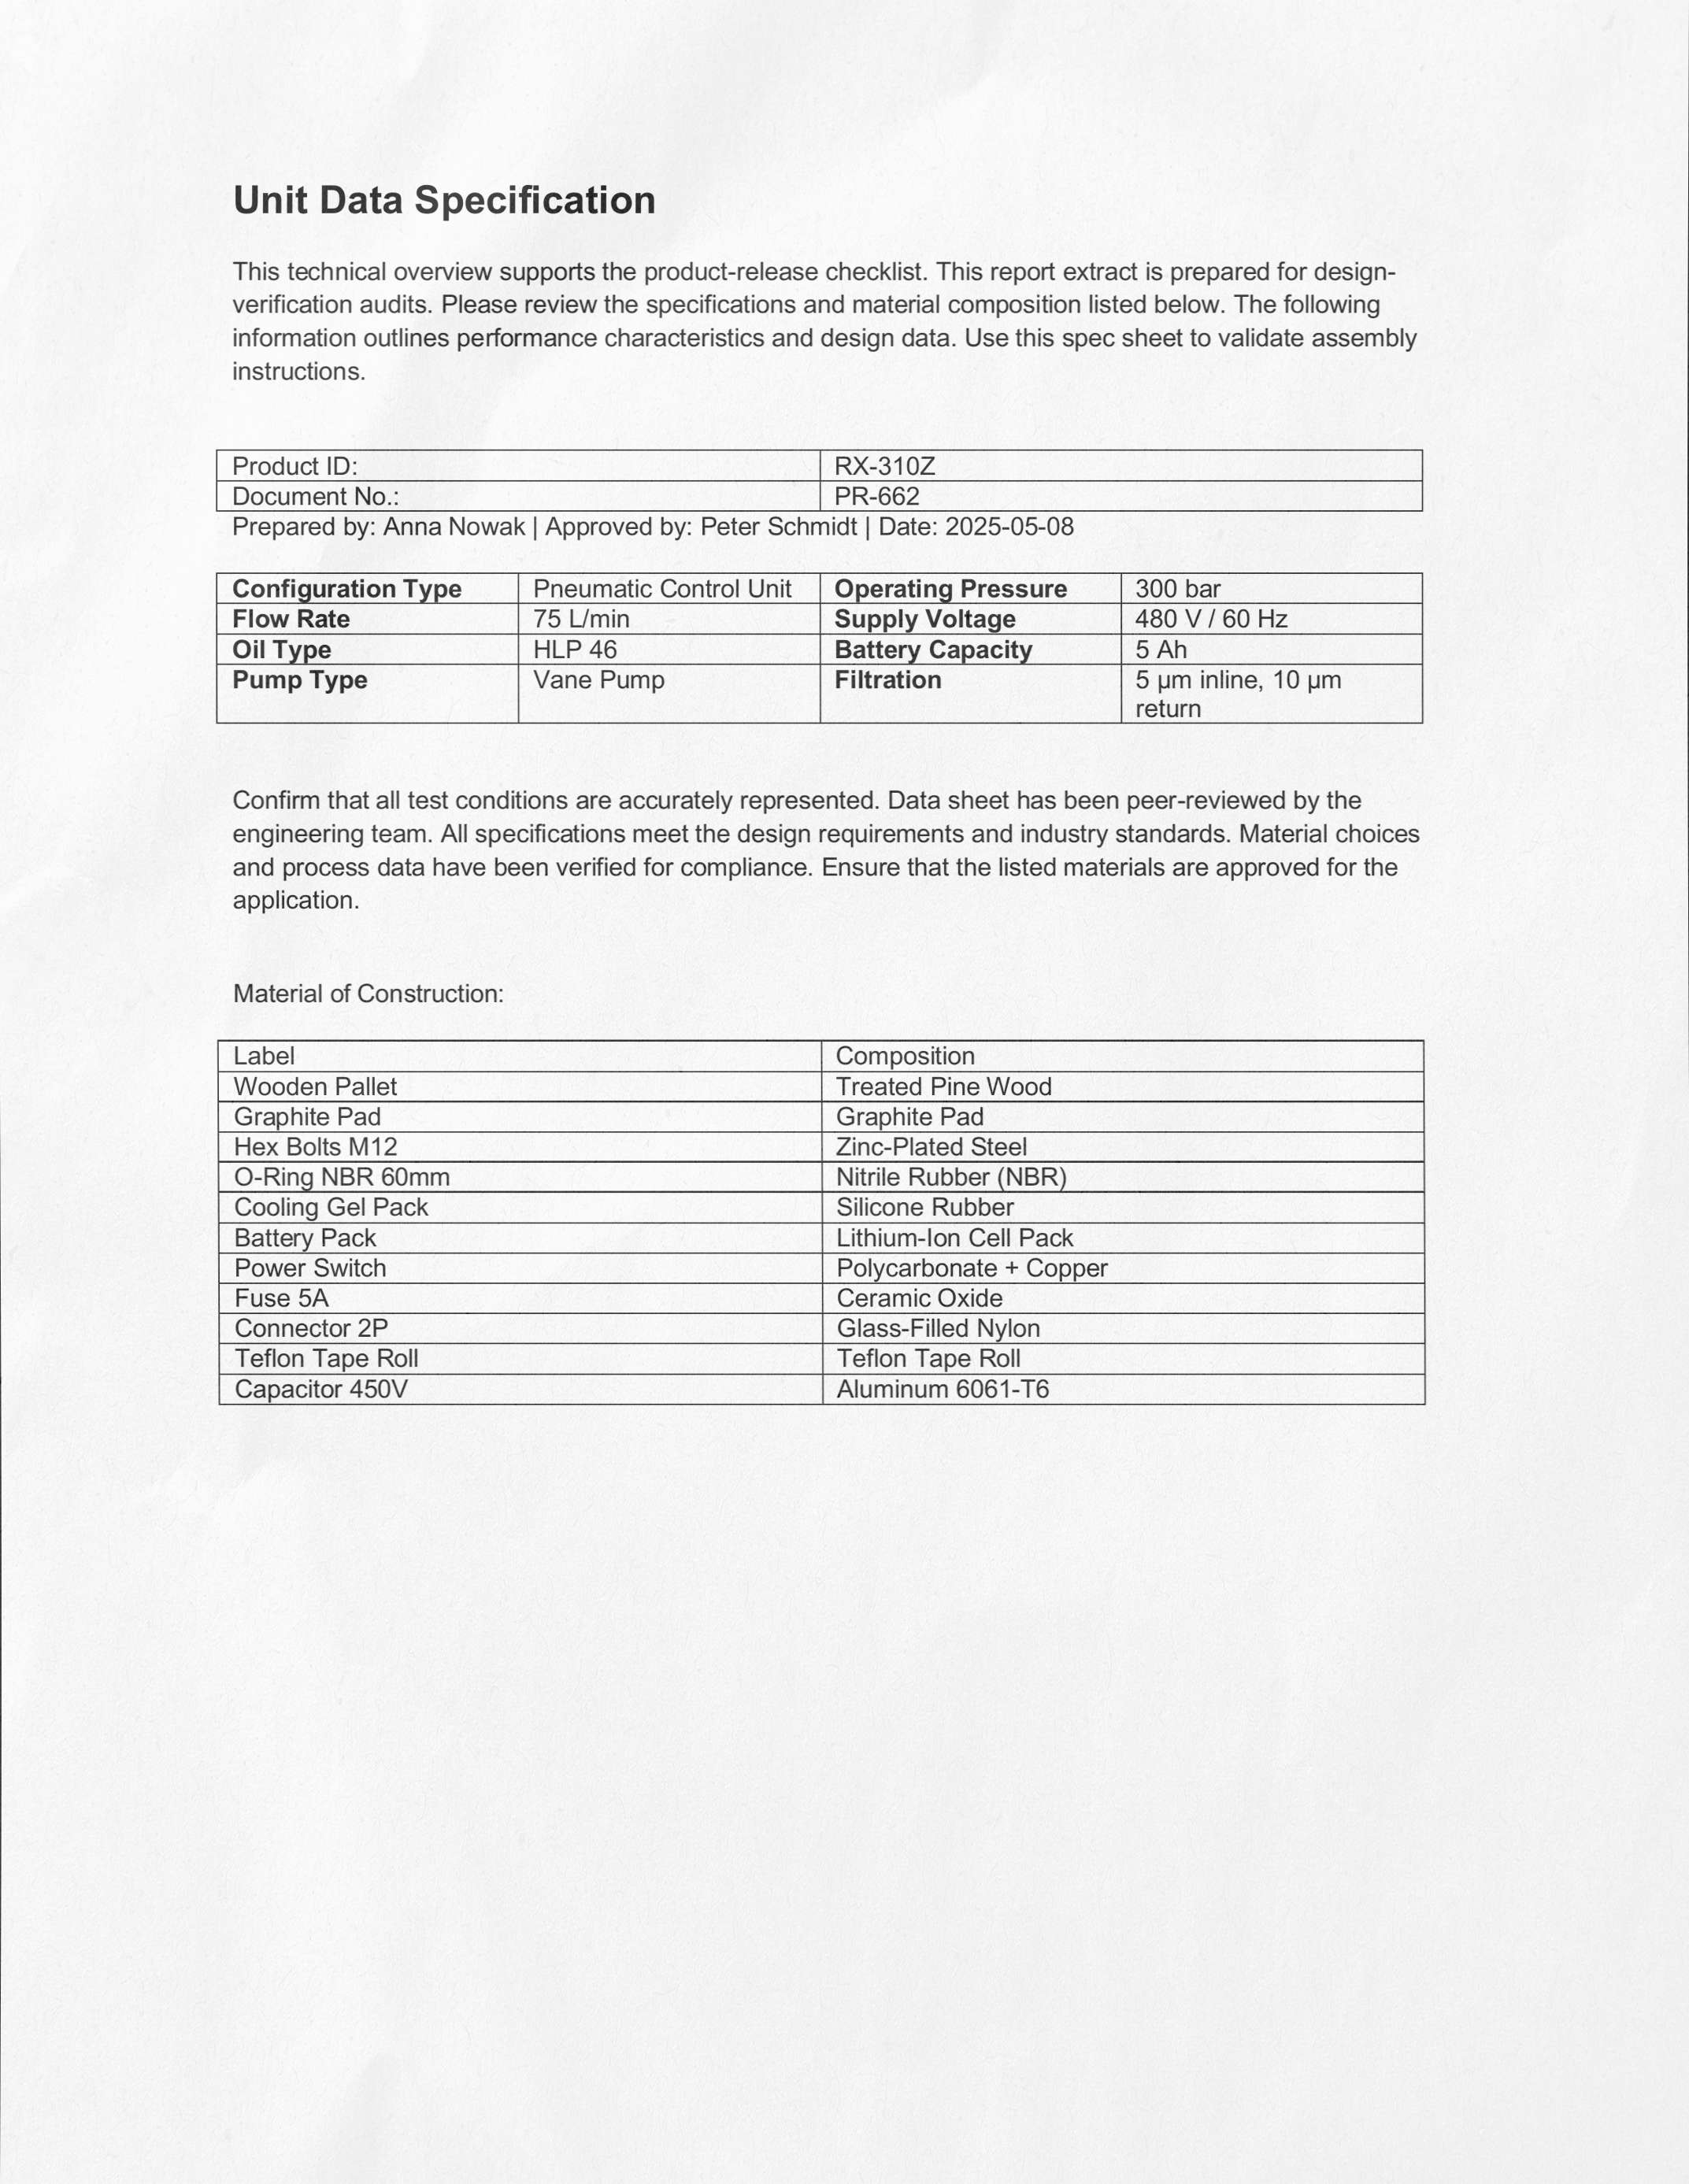 Unit Data Specification
This technical overview supports the product-release checklist. This report extract is prepared for design-
verification audits. Please review the specifications and material composition listed below. The following
information outlines performance characteristics and design data. Use this spec sheet to validate assembly
instructions.
Product ID: RX-310Z
Document No.: PR-662
Prepared by: Anna Nowak | Approved by: Peter Schmidt | Date: 2025-05-08
Configuration Type Pneumatic Control Unit Operating Pressure 300 bar
Flow Rate 75 L/min Supply Voltage 480 V / 60 Hz
Oil Type HLP 46 Battery Capacity 5 Ah
Pump Type Vane Pump Filtration 5 µm inline, 10 µm
return
Confirm that all test conditions are accurately represented. Data sheet has been peer-reviewed by the
engineering team. All specifications meet the design requirements and industry standards. Material choices
and process data have been verified for compliance. Ensure that the listed materials are approved for the
application.
Material of Construction:
Label Composition
Wooden Pallet Treated Pine Wood
Graphite Pad Graphite Pad
Hex Bolts M12 Zinc-Plated Steel
O-Ring NBR 60mm Nitrile Rubber (NBR)
Cooling Gel Pack Silicone Rubber
Battery Pack Lithium-Ion Cell Pack
Power Switch Polycarbonate + Copper
Fuse 5A Ceramic Oxide
Connector 2P Glass-Filled Nylon
Teflon Tape Roll Teflon Tape Roll
Capacitor 450V Aluminum 6061-T6